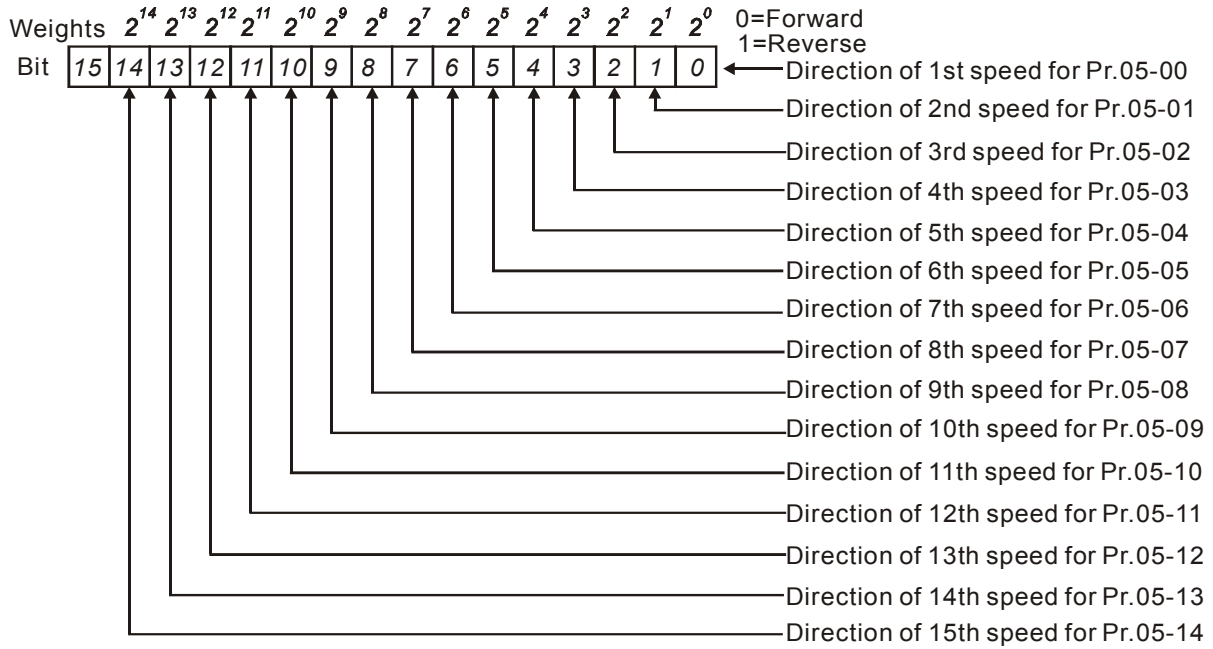 Weights 2^14 2^13 2^12 2^11 2^10 2^9 2^8 2^7 2^6 2^5 2^4 2^3 2^2 2^1 2^0 0=Forward
1=Reverse
Bit 15 14 13 12 11 10 9 8 7 6 5 4 3 2 1 0 Direction of 1st speed for Pr.05-00
Direction of 2nd speed for Pr.05-01
Direction of 3rd speed for Pr.05-02
Direction of 4th speed for Pr.05-03
Direction of 5th speed for Pr.05-04
Direction of 6th speed for Pr.05-05
Direction of 7th speed for Pr.05-06
Direction of 8th speed for Pr.05-07
Direction of 9th speed for Pr.05-08
Direction of 10th speed for Pr.05-09
Direction of 11th speed for Pr.05-10
Direction of 12th speed for Pr.05-11
Direction of 13th speed for Pr.05-12
Direction of 14th speed for Pr.05-13
Direction of 15th speed for Pr.05-14